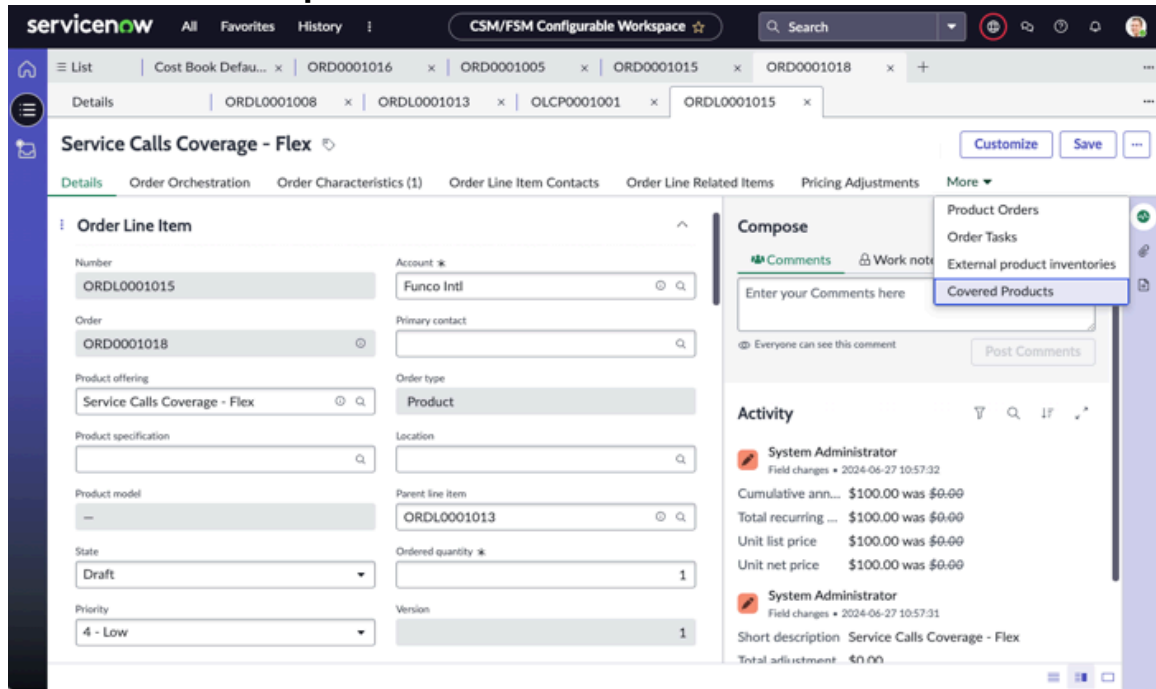 servicenow All Favorites History CSM/FSM Configurable Workspace Search
List Cost Book Defau... ORD0001016 ORD0001005 ORD0001015 ORD0001018
Details ORDL0001008 ORDL0001013 OLCP0001001 ORDL0001015
Service Calls Coverage - Flex Customize Save
Details Order Orchestration Order Characteristics (1) Order Line Item Contacts Order Line Related Items Pricing Adjustments More
Product Orders
Order Tasks
External product inventories
Covered Products
Order Line Item
Number
ORDL0001015
Account
Funco Intl
Order
ORD0001018
Primary contact
Product offering
Service Calls Coverage - Flex
Order type
Product
Product specification
Location
Product model
—
Parent line item
ORDL0001013
State
Draft
Ordered quantity
1
Priority
4 - Low
Version
1
Compose
Comments Work note
Enter your Comments here
Everyone can see this comment Post Comments
Activity
System Administrator
Field changes • 2024-06-27 10:57:32
Cumulative ann... $100.00 was $0.00
Total recurring ... $100.00 was $0.00
Unit list price $100.00 was $0.00
Unit net price $100.00 was $0.00
System Administrator
Field changes • 2024-06-27 10:57:31
Short description Service Calls Coverage - Flex
Total adjustment $0.00